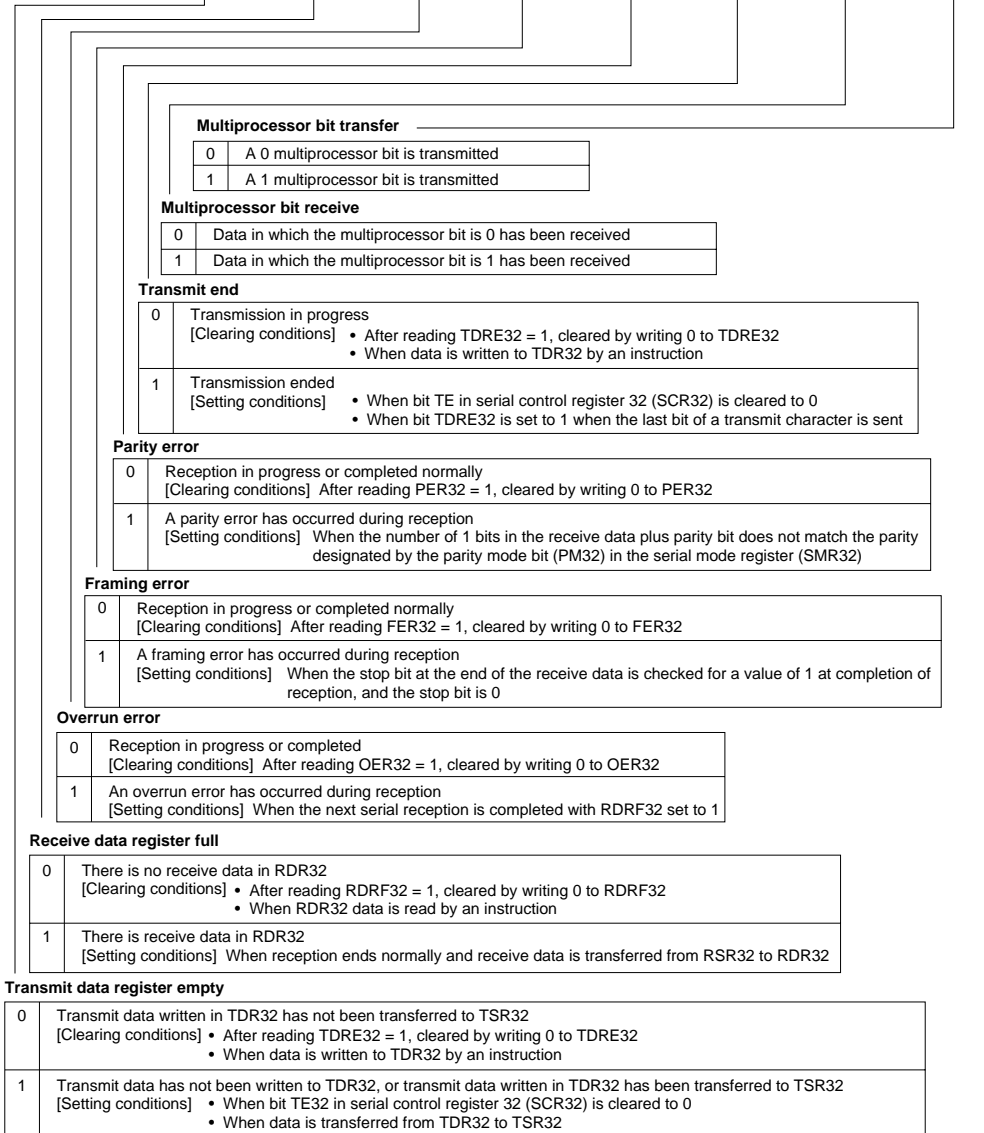 Multiprocessor bit transfer
0 A 0 multiprocessor bit is transmitted
1 A 1 multiprocessor bit is transmitted
Multiprocessor bit receive
0 Data in which the multiprocessor bit is 0 has been received
1 Data in which the multiprocessor bit is 1 has been received
Transmit end
0 Transmission in progress
[Clearing conditions] • After reading TDRE32 = 1, cleared by writing 0 to TDRE32
• When data is written to TDR32 by an instruction
1 Transmission ended
[Setting conditions] • When bit TE in serial control register 32 (SCR32) is cleared to 0
• When bit TDRE32 is set to 1 when the last bit of a transmit character is sent
Parity error
0 Reception in progress or completed normally
[Clearing conditions] After reading PER32 = 1, cleared by writing 0 to PER32
1 A parity error has occurred during reception
[Setting conditions] When the number of 1 bits in the receive data plus parity bit does not match the parity
designated by the parity mode bit (PM32) in the serial mode register (SMR32)
Framing error
0 Reception in progress or completed normally
[Clearing conditions] After reading FER32 = 1, cleared by writing 0 to FER32
1 A framing error has occurred during reception
[Setting conditions] When the stop bit at the end of the receive data is checked for a value of 1 at completion of
reception, and the stop bit is 0
Overrun error
0 Reception in progress or completed
[Clearing conditions] After reading OER32 = 1, cleared by writing 0 to OER32
1 An overrun error has occurred during reception
[Setting conditions] When the next serial reception is completed with RDRF32 set to 1
Receive data register full
0 There is no receive data in RDR32
[Clearing conditions] • After reading RDRF32 = 1, cleared by writing 0 to RDRF32
• When RDR32 data is read by an instruction
1 There is receive data in RDR32
[Setting conditions] When reception ends normally and receive data is transferred from RSR32 to RDR32
Transmit data register empty
0 Transmit data written in TDR32 has not been transferred to TSR32
[Clearing conditions] • After reading TDRE32 = 1, cleared by writing 0 to TDRE32
• When data is written to TDR32 by an instruction
1 Transmit data has not been written to TDR32, or transmit data written in TDR32 has been transferred to TSR32
[Setting conditions] • When bit TE32 in serial control register 32 (SCR32) is cleared to 0
• When data is transferred from TDR32 to TSR32